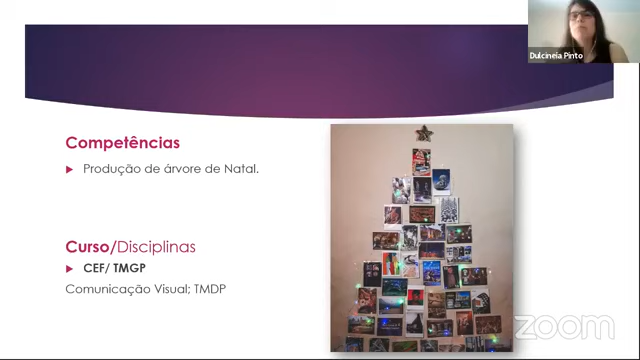 Dulcineia Pinto
Competências
Produção de árvore de Natal.
Curso/Disciplinas
CEF/ TMGP
Comunicação Visual; TMDP
zoom